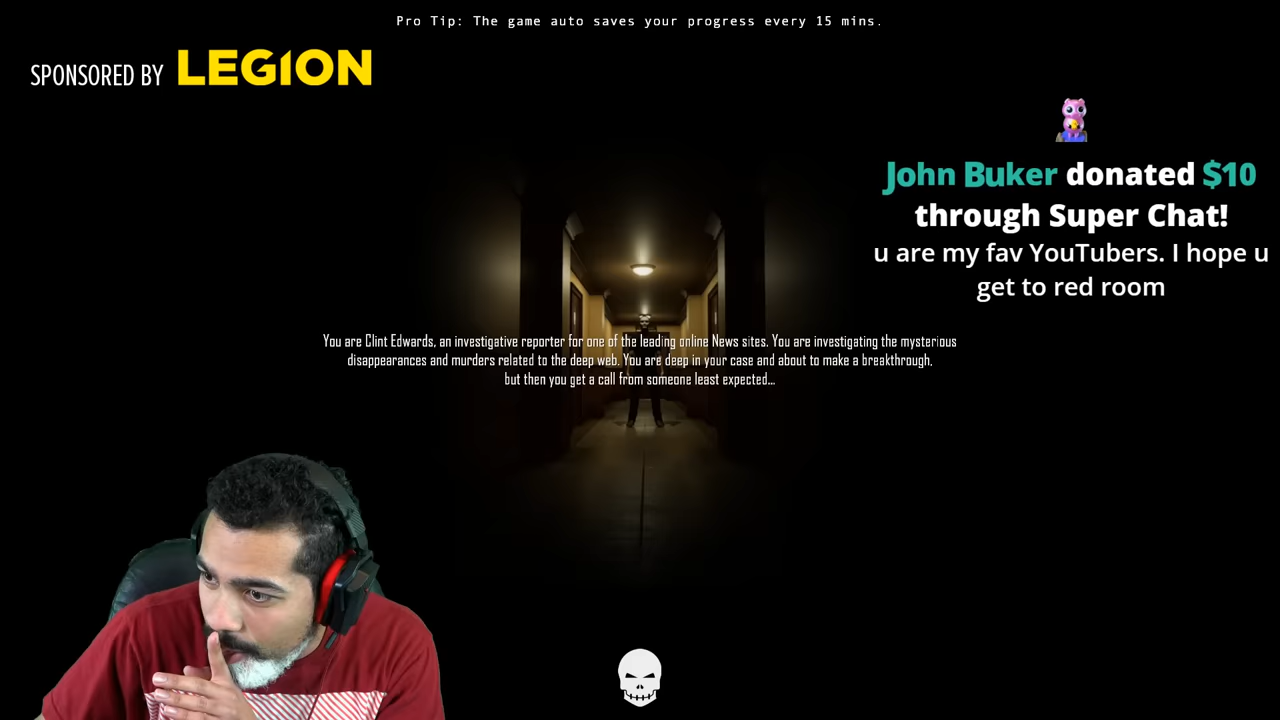 Pro Tip: The game auto saves your progress every 15 mins.
SPONSORED BY LEGION
John Buker donated $10
through Super Chat!
u are my fav YouTubers. I hope u
get to red room
You are Clint Edwards, an investigative reporter for one of the leading online News sites. You are investigating the mysterious
disappearances and murders related to the deep web. You are deep in your case and about to make a breakthrough,
but then you get a call from someone least expected...